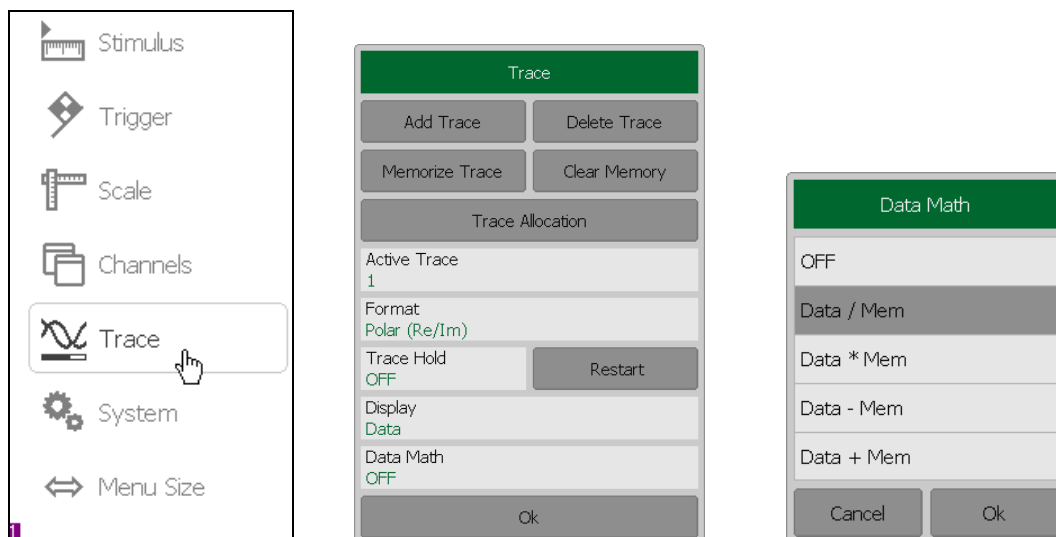 Stimulus
Trigger
Scale
Channels
Trace
System
Menu Size
1
Trace
Add Trace
Delete Trace
Memorize Trace
Clear Memory
Trace Allocation
Active Trace
1
Format
Polar (Re/Im)
Trace Hold
OFF
Restart
Display
Data
Data Math
OFF
Ok
Data Math
OFF
Data / Mem
Data * Mem
Data - Mem
Data + Mem
Cancel
Ok